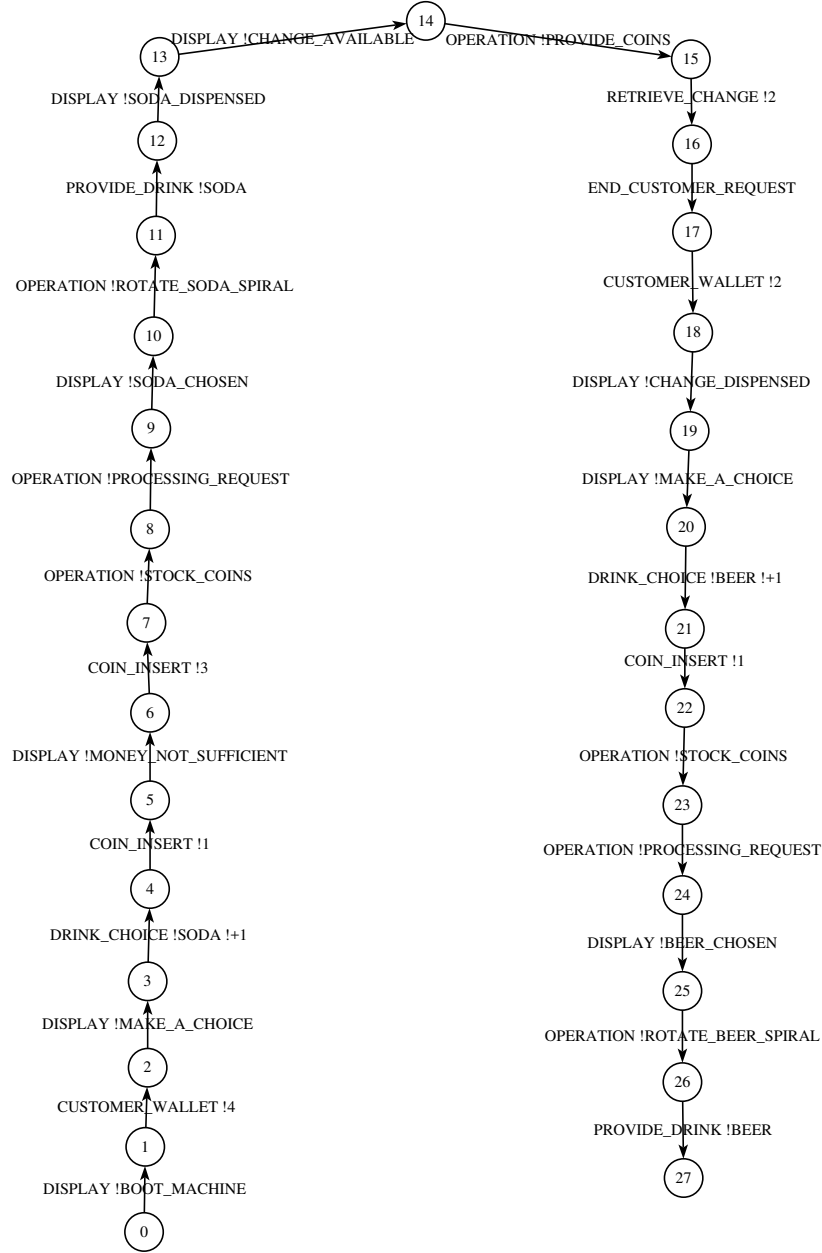 14
DISPLAY !CHANGE_AVAILABLE
OPERATION !PROVIDE_COINS
13
15
DISPLAY !SODA_DISPENSED
RETRIEVE_CHANGE !2
12
16
PROVIDE_DRINK !SODA
END_CUSTOMER_REQUEST
11
17
OPERATION !ROTATE_SODA_SPIRAL
CUSTOMER_WALLET !2
10
18
DISPLAY !SODA_CHOSEN
DISPLAY !CHANGE_DISPENSED
9
19
OPERATION !PROCESSING_REQUEST
DISPLAY !MAKE_A_CHOICE
8
20
OPERATION !STOCK_COINS
DRINK_CHOICE !BEER !+1
7
21
COIN_INSERT !3
COIN_INSERT !1
6
22
DISPLAY !MONEY_NOT_SUFFICIENT
OPERATION !STOCK_COINS
5
23
COIN_INSERT !1
OPERATION !PROCESSING_REQUEST
4
24
DRINK_CHOICE !SODA !+1
DISPLAY !BEER_CHOSEN
3
25
DISPLAY !MAKE_A_CHOICE
OPERATION !ROTATE_BEER_SPIRAL
2
26
CUSTOMER_WALLET !4
PROVIDE_DRINK !BEER
1
27
DISPLAY !BOOT_MACHINE
0